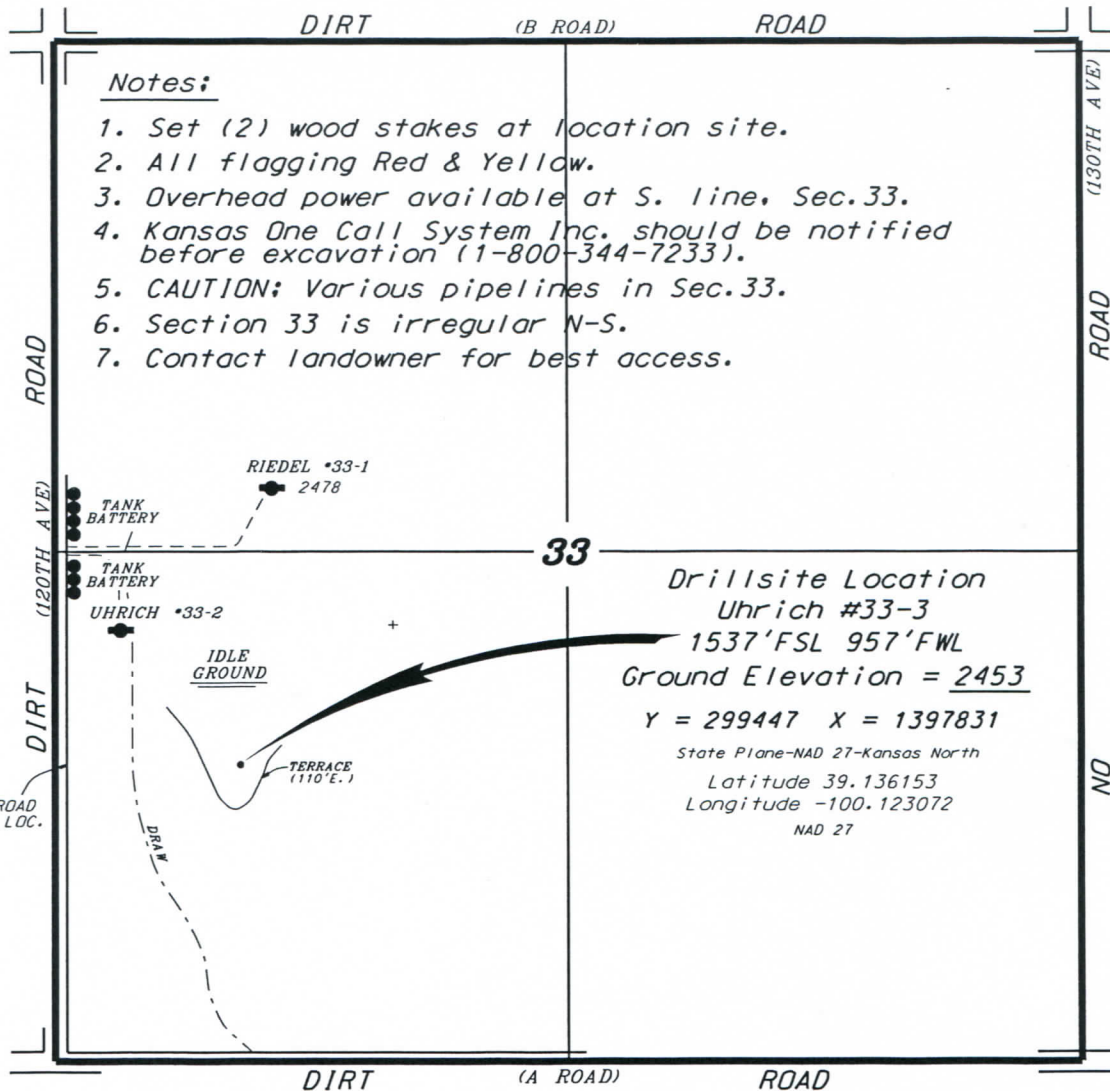 DIRT (B ROAD) ROAD
(130TH AVE)
ROAD
NO
Notes:
1. Set (2) wood stakes at location site.
2. All flagging Red & Yellow.
3. Overhead power available at S. line, Sec.33.
4. Kansas One Call System Inc. should be notified
before excavation (1-800-344-7233).
5. CAUTION: Various pipelines in Sec.33.
6. Section 33 is irregular N-S.
7. Contact landowner for best access.
ROAD
(120TH AVE)
DIRT
RIEDEL #33-1
2478
TANK
BATTERY
33
TANK
BATTERY
UHRICH #33-2
IDLE
GROUND
Drillsite Location
Uhrich #33-3
1537'FSL 957'FWL
Ground Elevation = 2453
Y = 299447 X = 1397831
State Plane-NAD 27-Kansas North
Latitude 39.136153
Longitude -100.123072
NAD 27
TERRACE
(110'E.)
ROAD
LOC.
DRAW
DIRT (A ROAD) ROAD